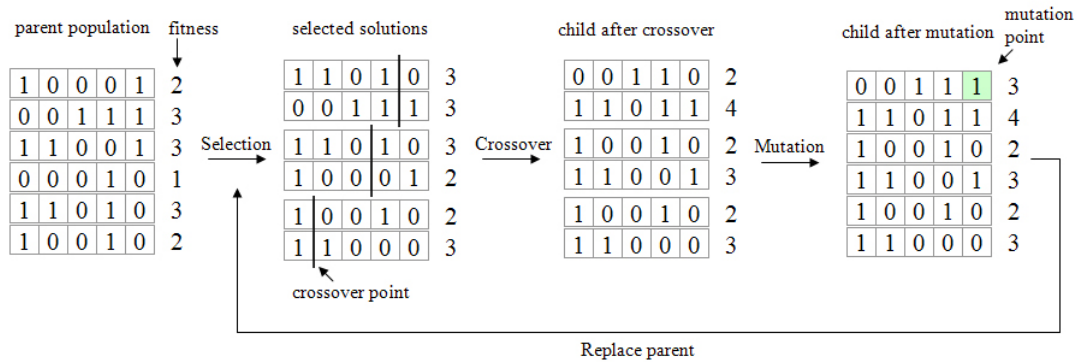 parent population fitness
1 0 0 0 1 2
0 0 1 1 1 3
1 1 0 0 1 3
0 0 0 1 0 1
1 1 0 1 0 3
1 0 0 1 0 2
Selection
selected solutions
1 1 0 1 0 3
0 0 1 1 1 3
1 1 0 1 0 3
1 0 0 0 1 2
1 0 0 1 0 2
1 1 0 0 0 3
crossover point
Crossover
child after crossover
0 0 1 1 0 2
1 1 0 1 1 4
1 0 0 1 0 2
1 1 0 0 1 3
1 0 0 1 0 2
1 1 0 0 0 3
Mutation
child after mutation
mutation
point
0 0 1 1 1 3
1 1 0 1 1 4
1 0 0 1 0 2
1 1 0 0 1 3
1 0 0 1 0 2
1 1 0 0 0 3
Replace parent